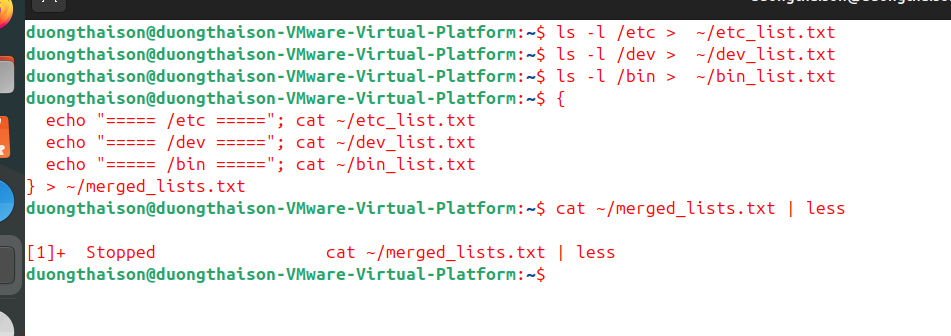 duongthaison@duongthaison-VMware-Virtual-Platform:~$ ls -l /etc >  ~/etc_list.txt
duongthaison@duongthaison-VMware-Virtual-Platform:~$ ls -l /dev >  ~/dev_list.txt
duongthaison@duongthaison-VMware-Virtual-Platform:~$ ls -l /bin >  ~/bin_list.txt
duongthaison@duongthaison-VMware-Virtual-Platform:~$ {
  echo "===== /etc ====="; cat ~/etc_list.txt
  echo "===== /dev ====="; cat ~/dev_list.txt
  echo "===== /bin ====="; cat ~/bin_list.txt
} > ~/merged_lists.txt
duongthaison@duongthaison-VMware-Virtual-Platform:~$ cat ~/merged_lists.txt | less

[1]+  Stopped                 cat ~/merged_lists.txt | less
duongthaison@duongthaison-VMware-Virtual-Platform:~$